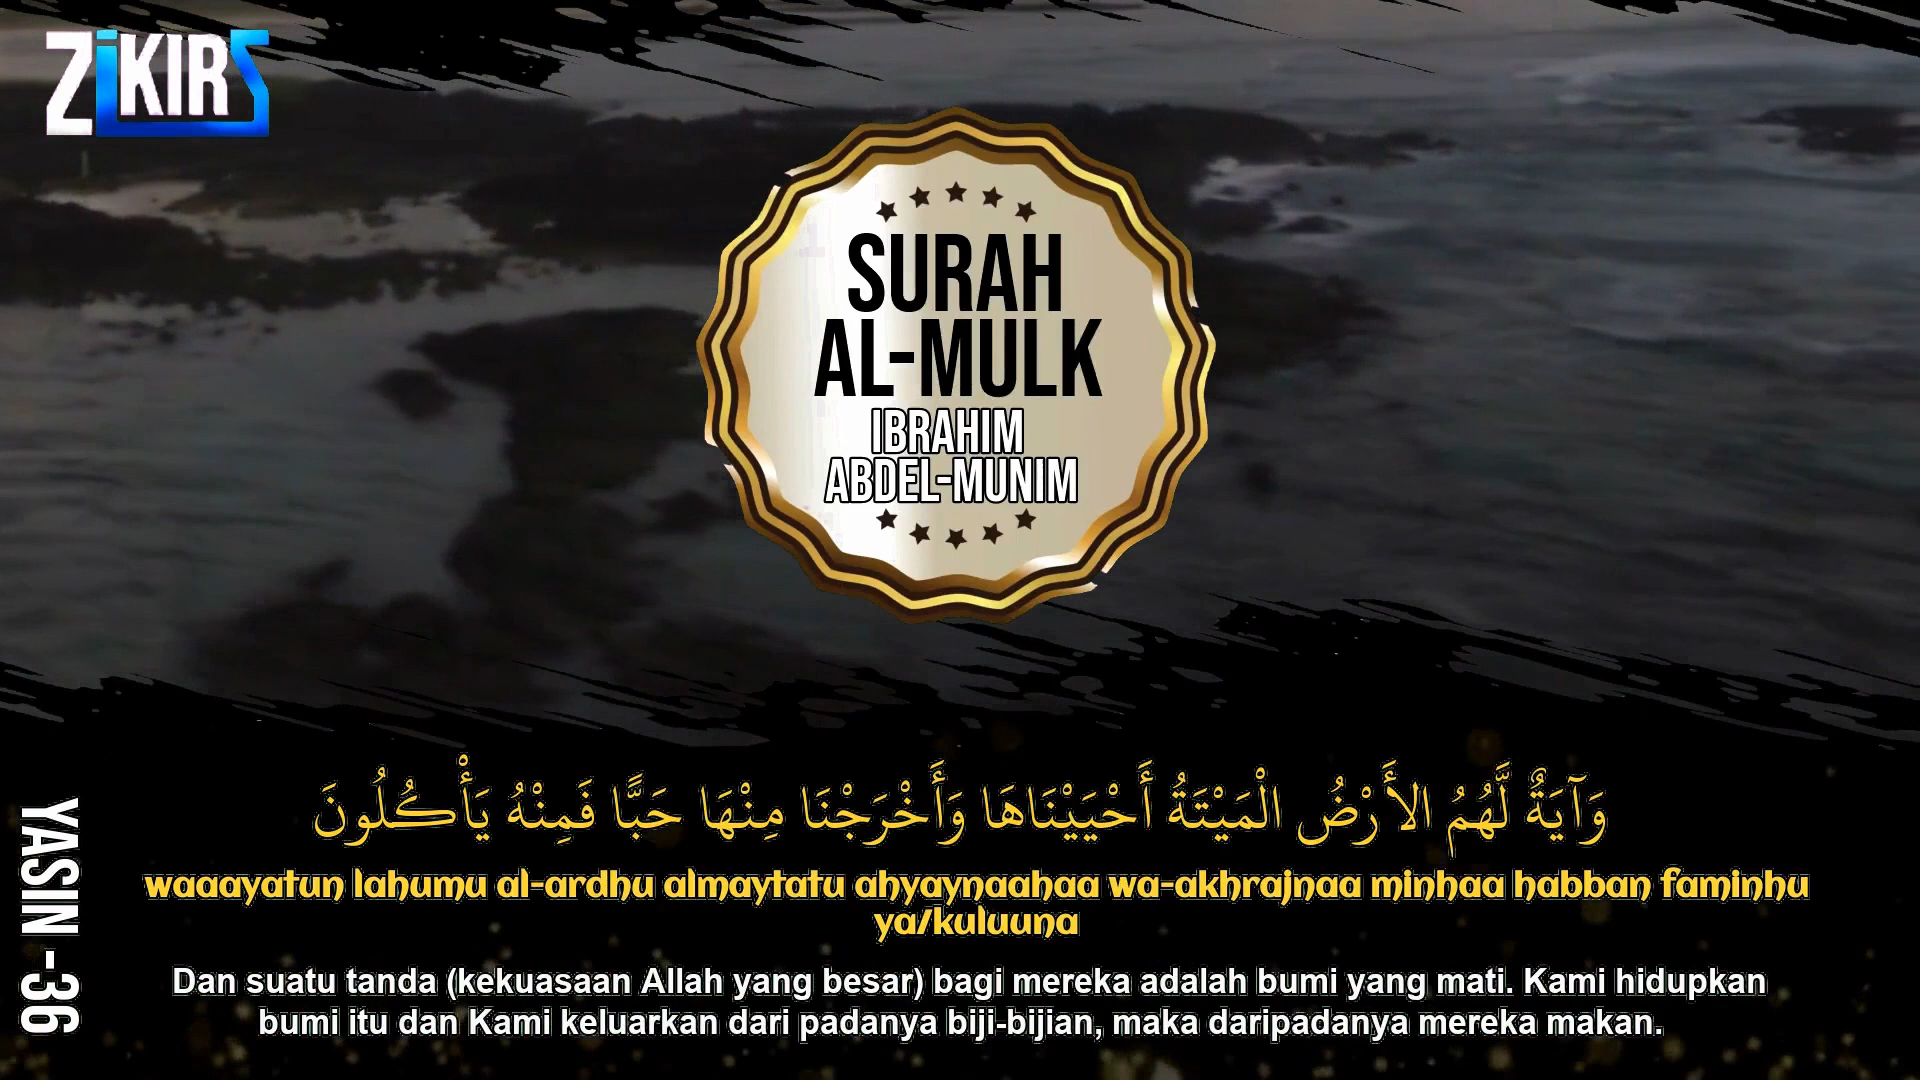 ZiKIRS
SURAH
AL-MULK
IBRAHIM
ABDEL-MUNIM
وَآيَةٌ لَّهُمُ الأَرْضُ الْمَيْتَةُ أَحْيَيْنَاهَا وَأَخْرَجْنَا مِنْهَا حَبًّا فَمِنْهُ يَأْكُلُونَ
waaayatun lahumu al-ardhu almaytatu ahyaynaahaa wa-akhrajnaa minhaa habban faminhu
ya/kuluuna
Dan suatu tanda (kekuasaan Allah yang besar) bagi mereka adalah bumi yang mati. Kami hidupkan
bumi itu dan Kami keluarkan dari padanya biji-bijian, maka daripadanya mereka makan.
YASIN -36